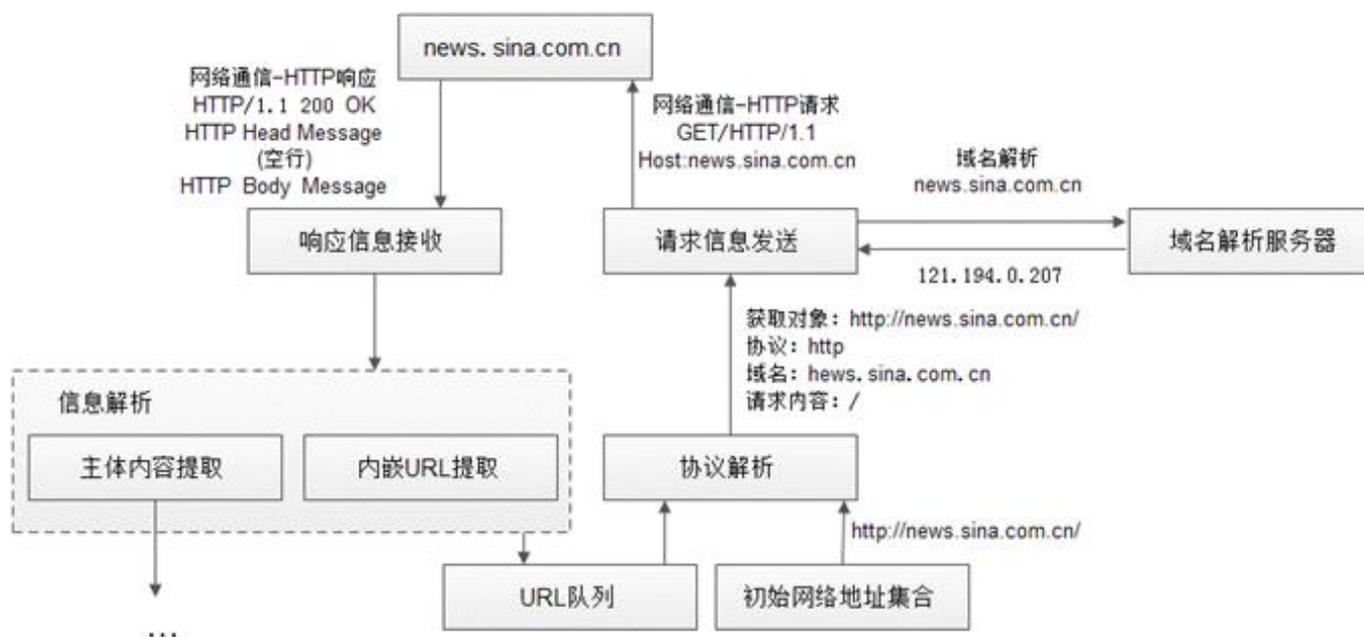 news. sina.com.cn
网络通信-HTTP响应
HTTP/1.1 200 OK
HTTP Head Message
(空行)
HTTP Body Message
网络通信-HTTP请求
GET/HTTP/1.1
Host:news.sina.com.cn
域名解析
news.sina.com.cn
响应信息接收
请求信息发送
域名解析服务器
121.194.0.207
获取对象：http://news.sina.com.cn/
协议：http
域名：hews.sina.com.cn
请求内容：/
信息解析
主体内容提取
内嵌URL提取
协议解析
http://news.sina.com.cn/
URL队列
初始网络地址集合
...